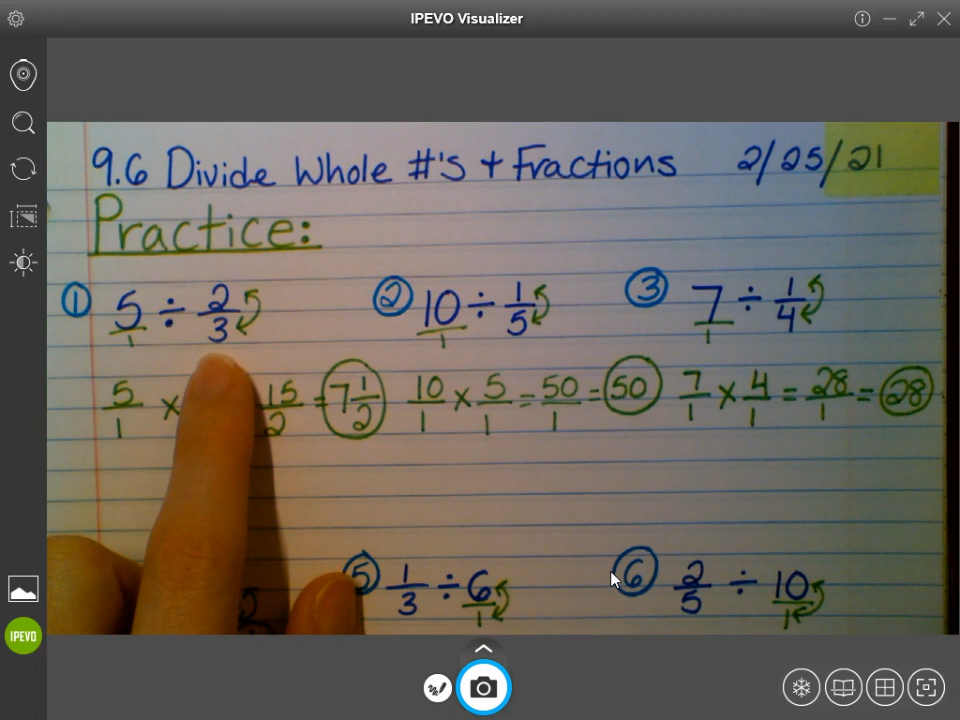 IPEVO Visualizer
9.6 Divide Whole #'s + Fractions 2/25/21
Practice:
① 5/1 ÷ 2/3 ② 10/1 ÷ 1/5 ③ 7/1 ÷ 1/4
5/1 × 15/2 = 7 1/2 10/1 × 5/1 = 50/1 = 50 7/1 × 4/1 = 28/1 = 28
⑤ 1/3 ÷ 6/1 ⑥ 2/5 ÷ 10/1
IPEVO